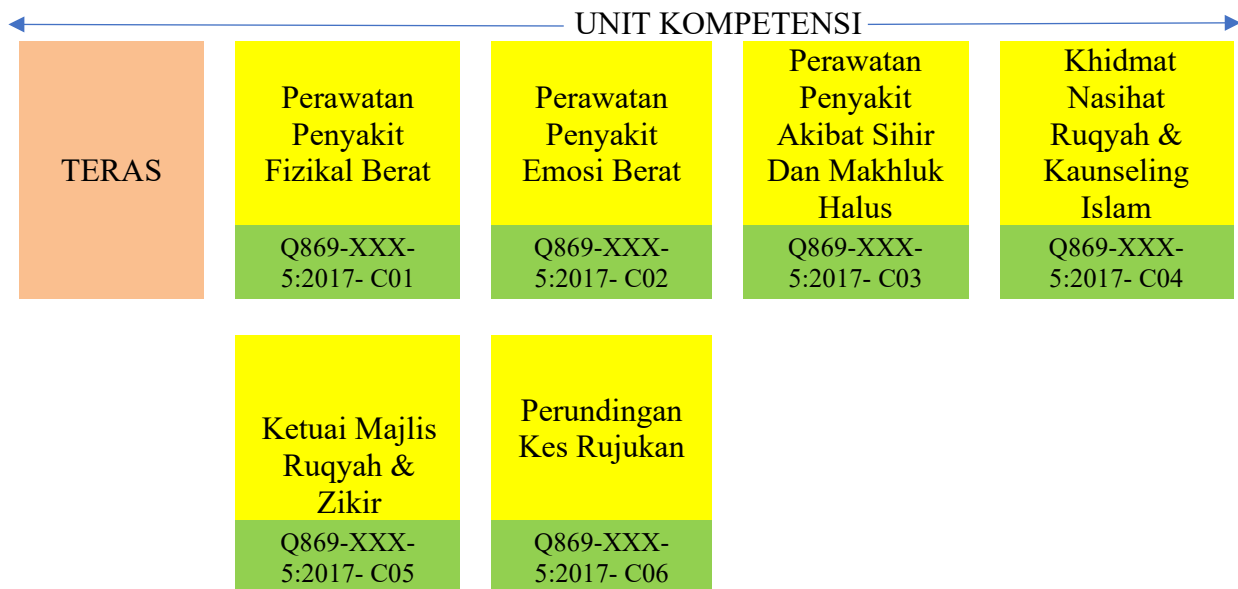 UNIT KOMPETENSI
TERAS
Perawatan
Penyakit
Fizikal Berat
Q869-XXX-
5:2017- C01
Perawatan
Penyakit
Emosi Berat
Q869-XXX-
5:2017- C02
Perawatan
Penyakit
Akibat Sihir
Dan Makhluk
Halus
Q869-XXX-
5:2017- C03
Khidmat
Nasihat
Ruqyah &
Kaunseling
Islam
Q869-XXX-
5:2017- C04
Ketuai Majlis
Ruqyah &
Zikir
Q869-XXX-
5:2017- C05
Perundingan
Kes Rujukan
Q869-XXX-
5:2017- C06